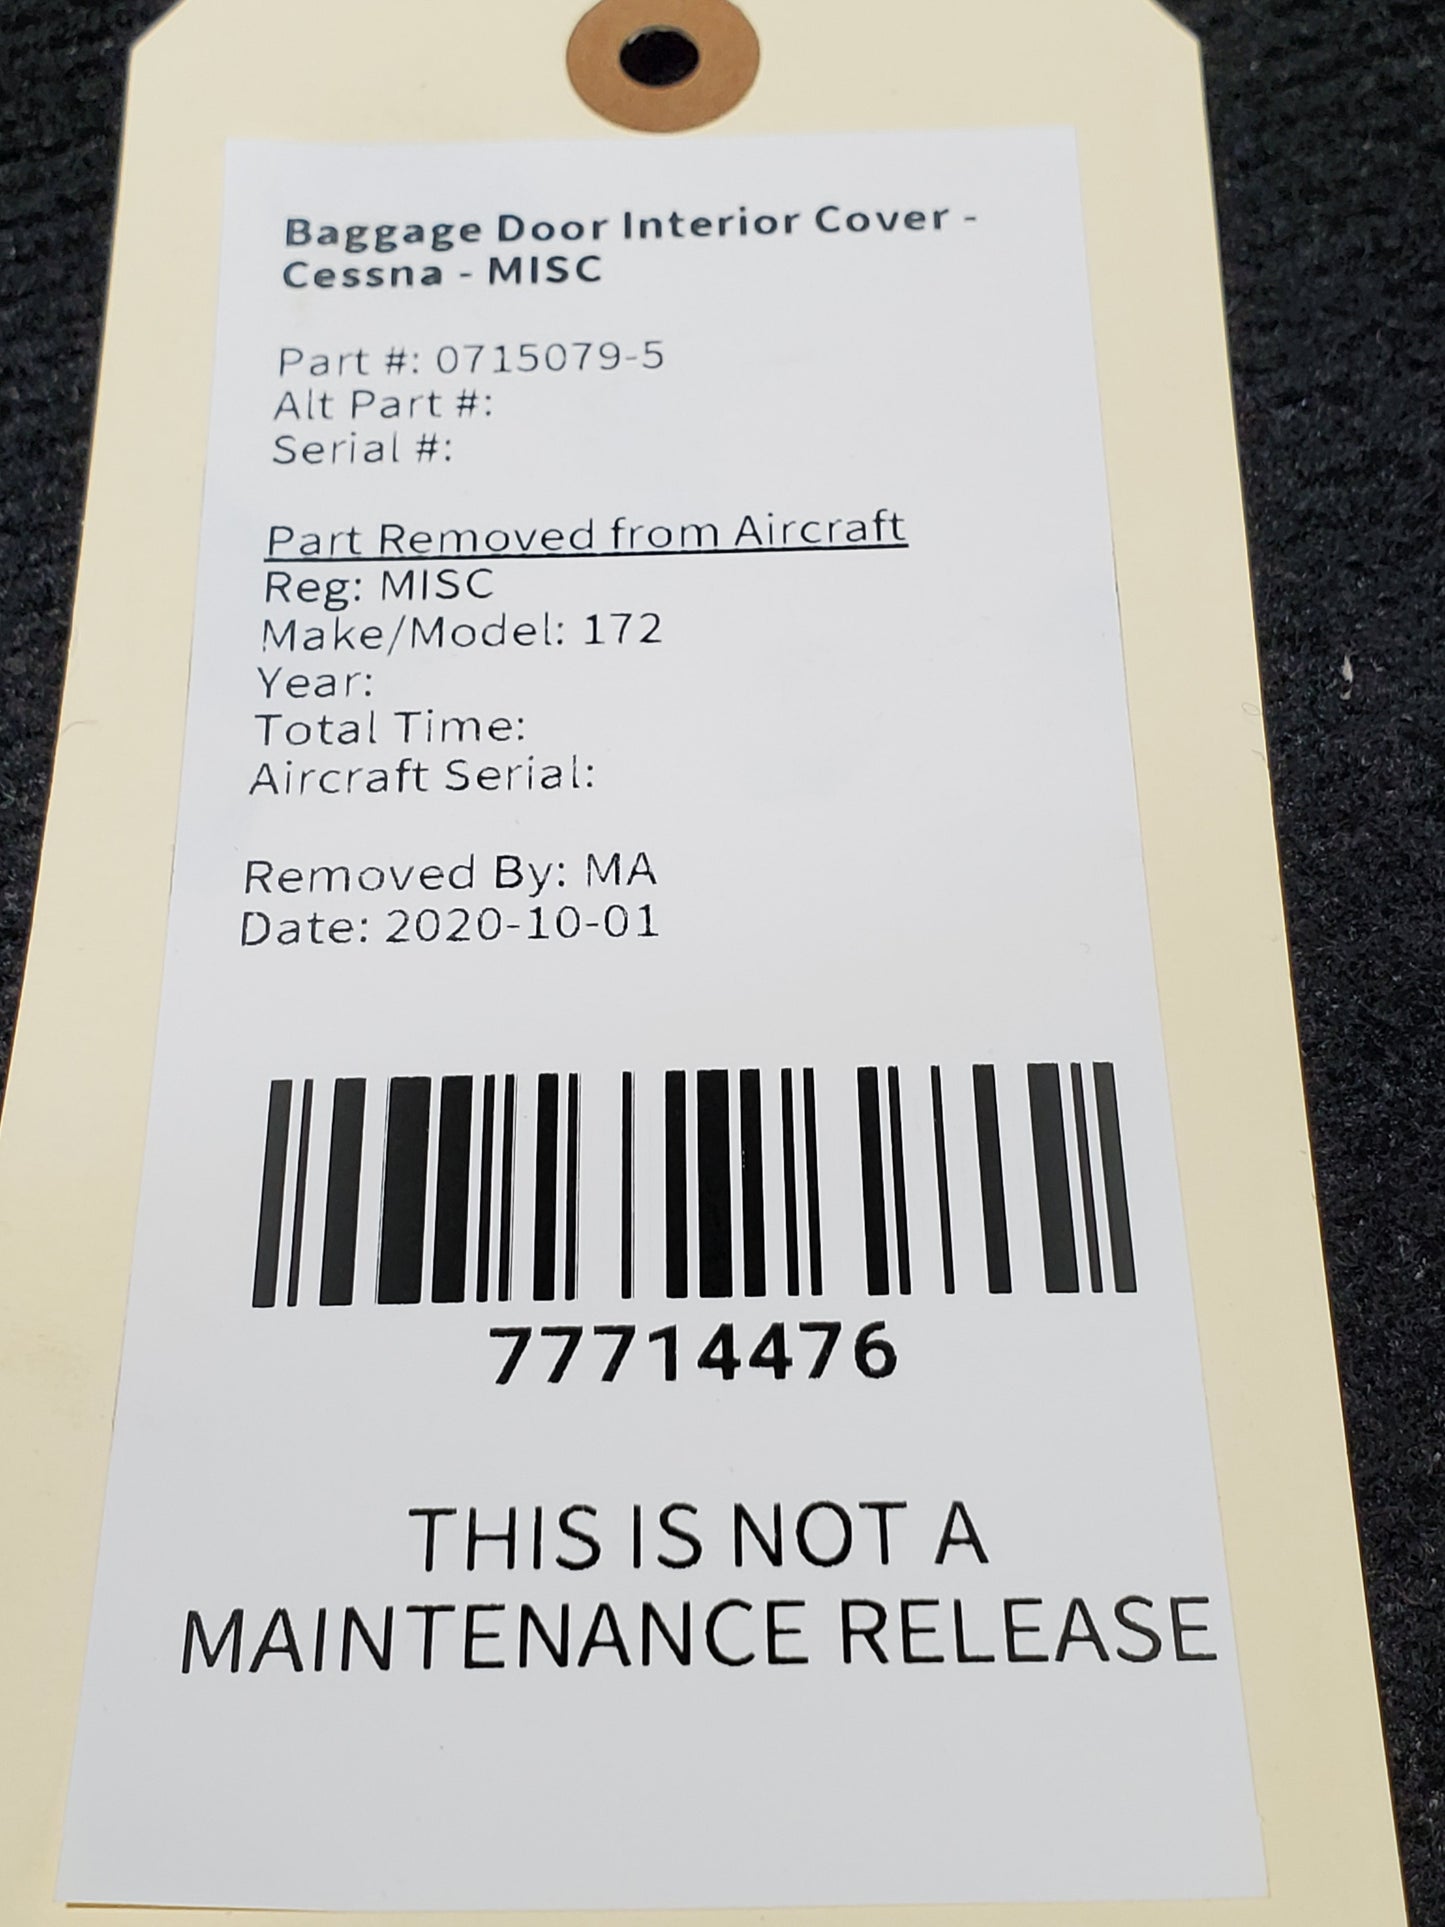 Baggage Door Interior Cover -
Cessna - MISC
Part #: 0715079-5
Alt Part #:
Serial #:
Part Removed from Aircraft
Reg: MISC
Make/Model: 172
Year:
Total Time:
Aircraft Serial:
Removed By: MA
Date: 2020-10-01
77714476
THIS IS NOT A
MAINTENANCE RELEASE